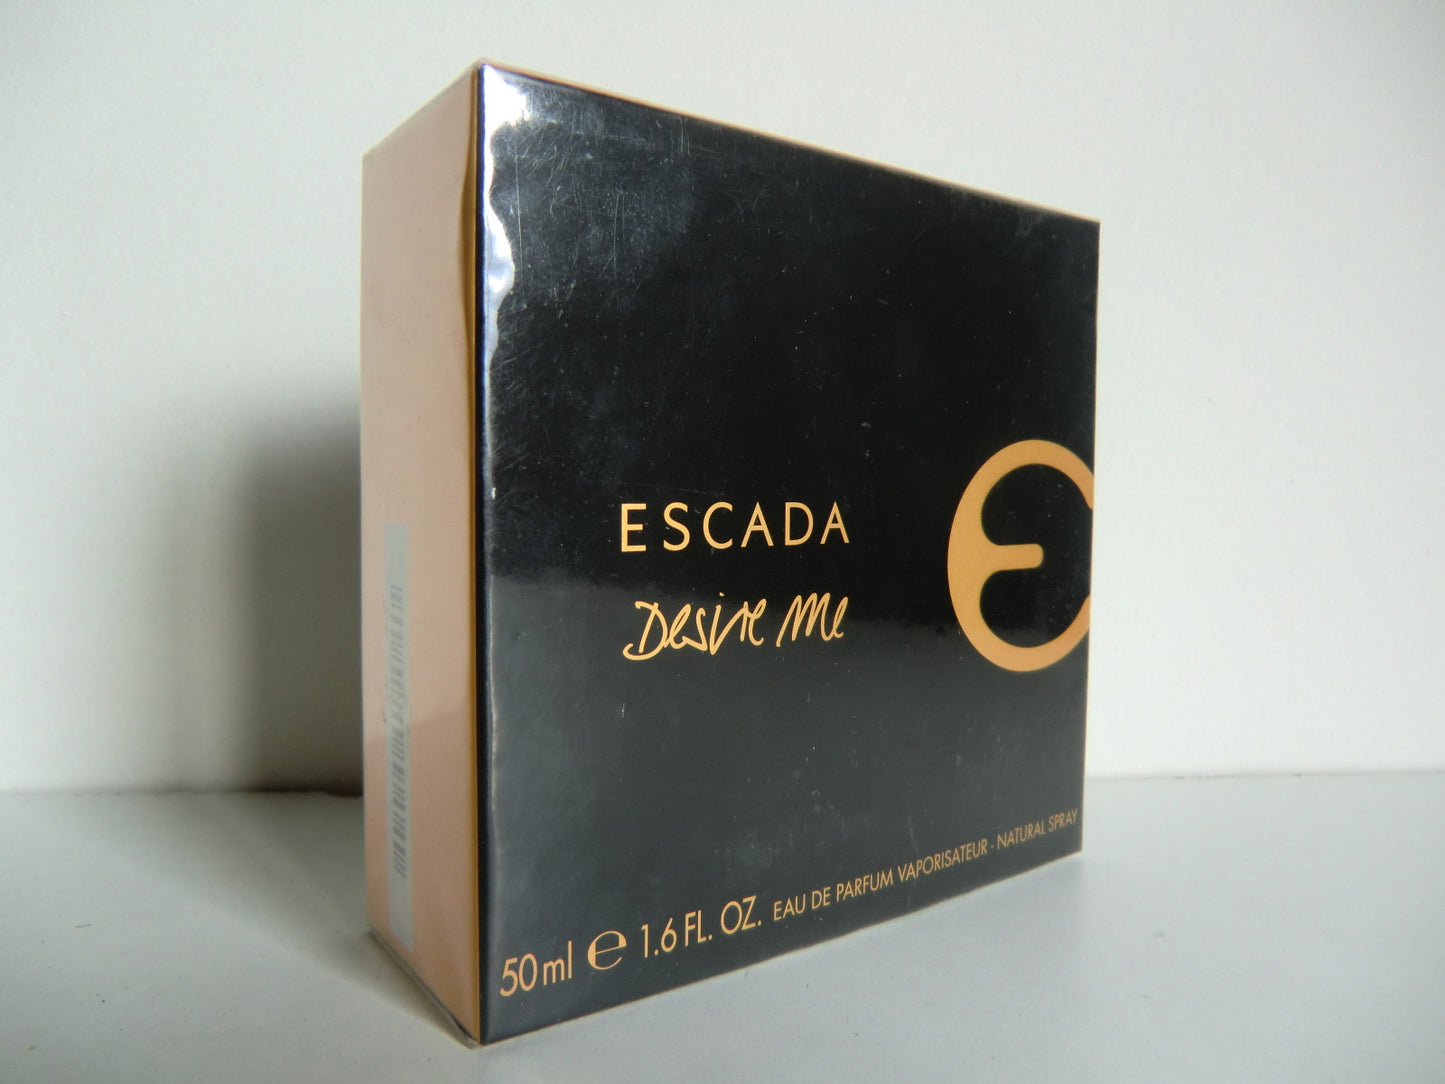 ESCADA
Desire Me
50ml e 1.6 FL. OZ. EAU DE PARFUM VAPORISATEUR - NATURAL SPRAY